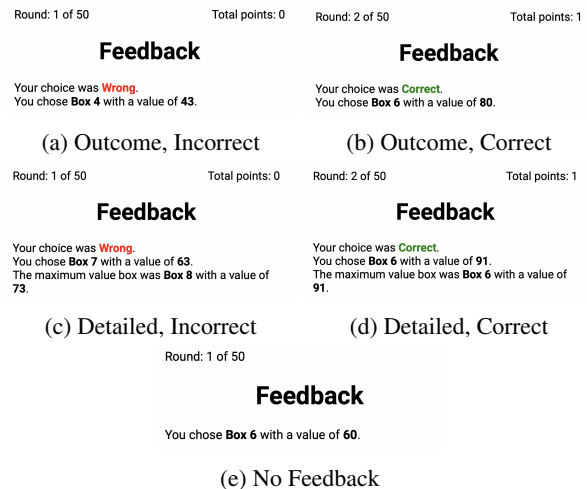 Round: 1 of 50 Total points: 0
Feedback
Your choice was Wrong.
You chose Box 4 with a value of 43.
(a) Outcome, Incorrect
Round: 2 of 50 Total points: 1
Feedback
Your choice was Correct.
You chose Box 6 with a value of 80.
(b) Outcome, Correct
Round: 1 of 50 Total points: 0
Feedback
Your choice was Wrong.
You chose Box 7 with a value of 63.
The maximum value box was Box 8 with a value of
73.
(c) Detailed, Incorrect
Round: 2 of 50 Total points: 1
Feedback
Your choice was Correct.
You chose Box 6 with a value of 91.
The maximum value box was Box 6 with a value of
91.
(d) Detailed, Correct
Round: 1 of 50
Feedback
You chose Box 6 with a value of 60.
(e) No Feedback